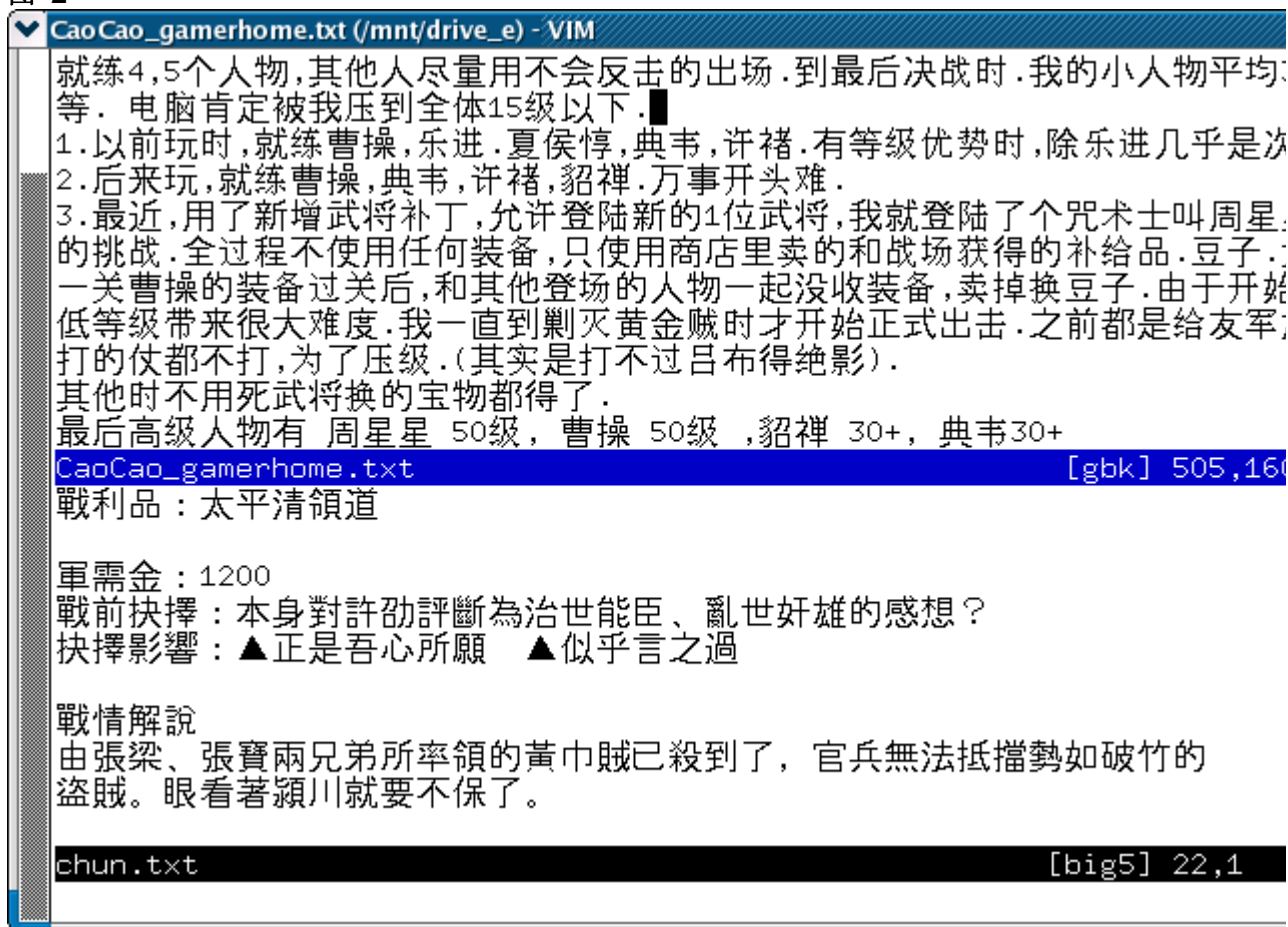 CaoCao_gamerhome.txt (/mnt/drive_e) - VIM
就练4,5个人物,其他人尽量用不会反击的出场.到最后决战时.我的小人物平均
等. 电脑肯定被我压到全体15级以下.
1.以前玩时,就练曹操,乐进.夏侯惇,典韦,许褚.有等级优势时,除乐进几乎是次
2.后来玩,就练曹操,典韦,许褚,貂禅.万事开头难.
3.最近,用了新增武将补丁,允许登陆新的1位武将,我就登陆了个咒术士叫周星
的挑战.全过程不使用任何装备,只使用商店里卖的和战场获得的补给品.豆子.
一关曹操的装备过关后,和其他登场的人物一起没收装备,卖掉换豆子.由于开始
低等级带来很大难度.我一直到剿灭黄金贼时才开始正式出击.之前都是给友军
打的仗都不打,为了压级.(其实是打不过吕布得绝影).
其他时不用死武将换的宝物都得了.
最后高级人物有 周星星 50级, 曹操 50级 ,貂禅 30+, 典韦30+
CaoCao_gamerhome.txt [gbk] 505,160
戰利品：太平清領道
軍需金：1200
戰前抉擇：本身對許劭評斷為治世能臣、亂世奸雄的感想？
抉擇影響：▲正是吾心所願　▲似乎言之過
戰情解說
由張梁、張寶兩兄弟所率領的黃巾賊已殺到了，官兵無法抵擋勢如破竹的
盜賊。眼看著潁川就要不保了。
chun.txt [big5] 22,1